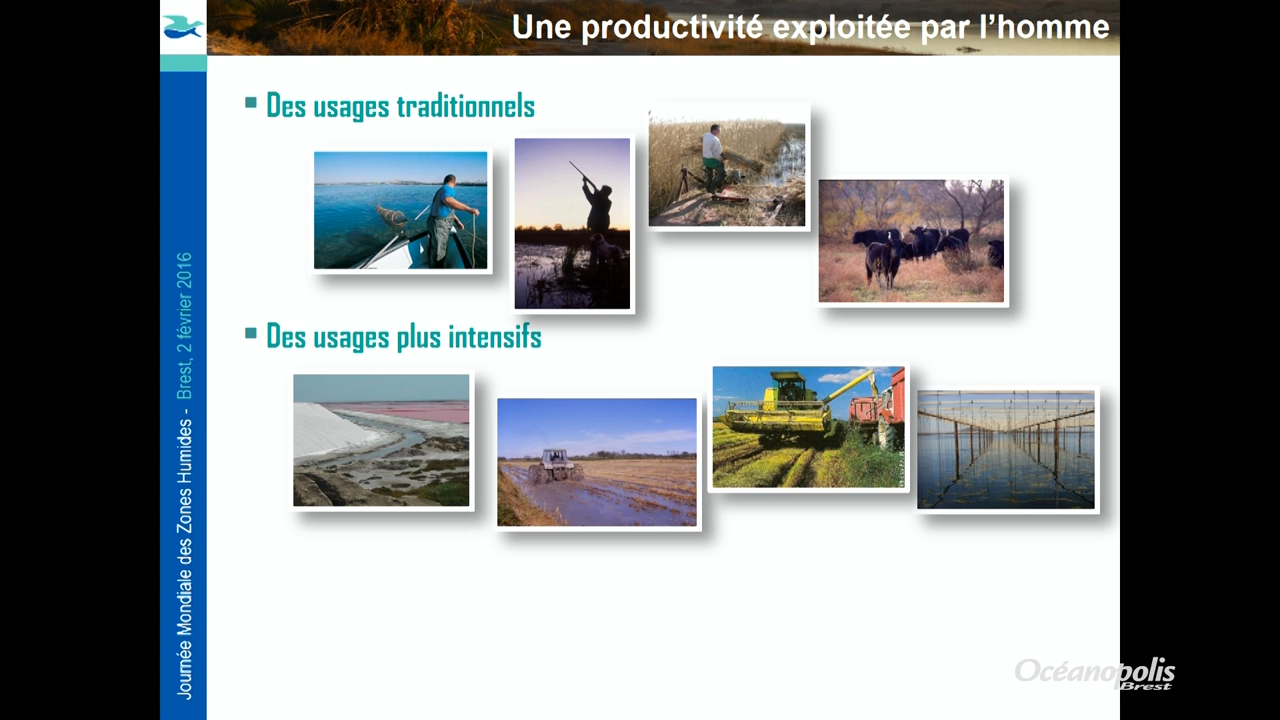 Une productivité exploitée par l’homme
Des usages traditionnels
Des usages plus intensifs
Journée Mondiale des Zones Humides - Brest, 2 février 2016
Océanopolis
Brest